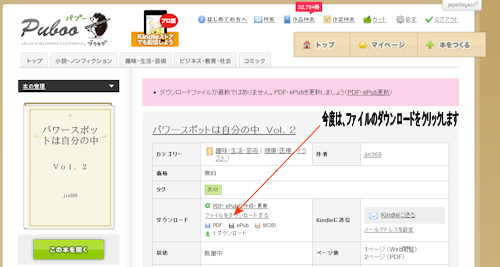 パブー
Puboo
ブクログ
プロ版
Kindleストア
でも配信しよう
はじめての方へ
特集
32,794冊
作品検索
作家検索
カート
設定
ログアウト
トップ
マイページ
本をつくる
トップ
小説・ノンフィクション
趣味・生活・芸術
ビジネス・教育・社会
コミック
本の管理
ダウンロードファイルが最新ではありません。PDF・ePubを更新しましょう(PDF・ePub更新)
今度は、ファイルのダウンロードをクリックします
パワースポッ
トは自分の中
Vol. 2
jin369
この本を開く
パワースポットは自分の中 Vol. 2
カテゴリー
趣味・生活・芸術 ( 健康・医療、イラ
スト)
作者
jin369
価格
無料
タグ
表地
ダウンロード
PDF・ePubの作成・更新
ファイルをダウンロードする
PDF ePub MOBI
1 ダウンロード
Kindleに送信
Kindleに送る
メールアドレスを設定
状態
執筆中
ページ数
1ページ (Web閲覧)
2ページ (PDF)